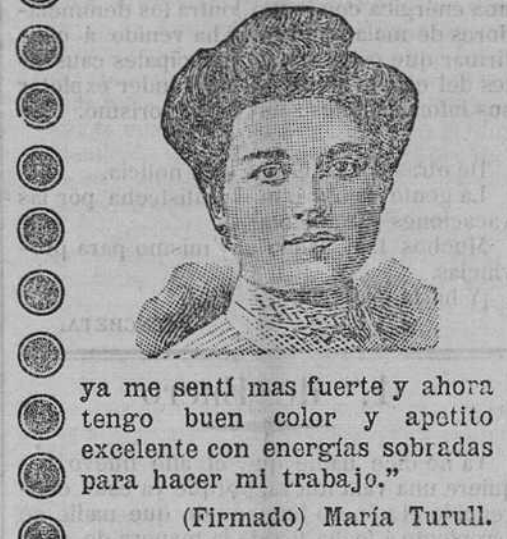 ya me sentí mas fuerte y ahora
tengo buen color y apetito
excelente con energías sobradas
para hacer mi trabajo.”
(Firmado) María Turull.